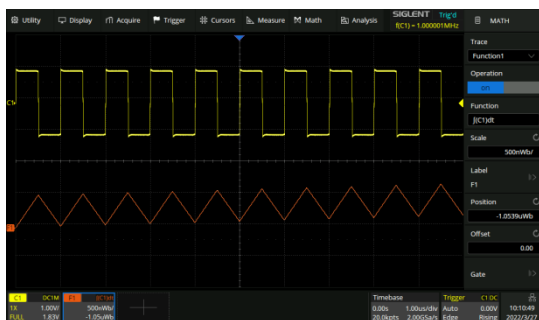 Utility Display Acquire Trigger Cursors Measure Math Analysis SIGLENT Trig'd MATH
f(C1) = 1.000001MHz
Trace
Function1
Operation
on
Function
∫(C1)dt
Scale
500nWb/
Label
F1
Position
-1.0539uWb
Offset
0.00
Gate
C1
F1
C1 DC1M F1 Timebase Trigger C1 DC
1X 1.00V/ 500nWb/ 0.00s 1.00us/div Auto 0.00V 10:10:49
FULL 1.83V -1.05uWb 20.0kpts 2.00GSa/s Edge Rising 2022/3/27